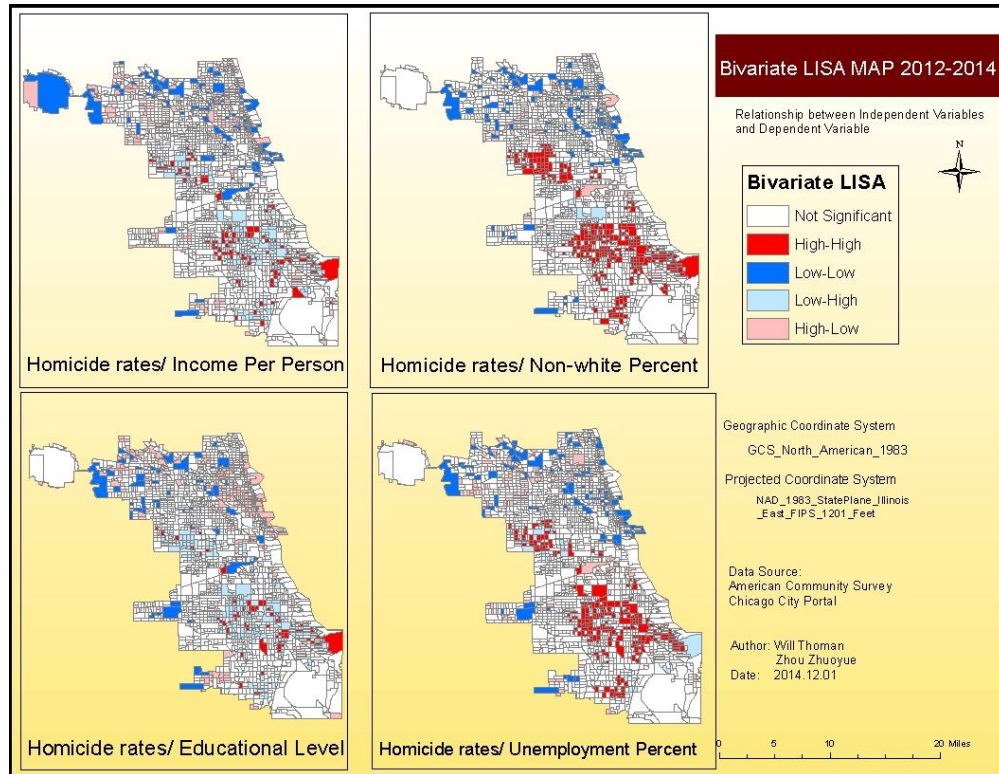 Bivariate LISA MAP 2012-2014
Relationship between Independent Variables
and Dependent Variable
N
Bivariate LISA
Not Significant
High-High
Low-Low
Low-High
High-Low
Homicide rates/ Income Per Person
Homicide rates/ Non-white Percent
Homicide rates/ Educational Level
Homicide rates/ Unemployment Percent
Geographic Coordinate System
GCS_North_American_1983
Projected Coordinate System
NAD_1983_StatePlane_Illinois
_East_FIPS_1201_Feet
Data Source:
American Community Survey
Chicago City Portal
Author: Will Thoman
Zhou Zhuoyue
Date: 2014.12.01
0 5 10 20 Miles